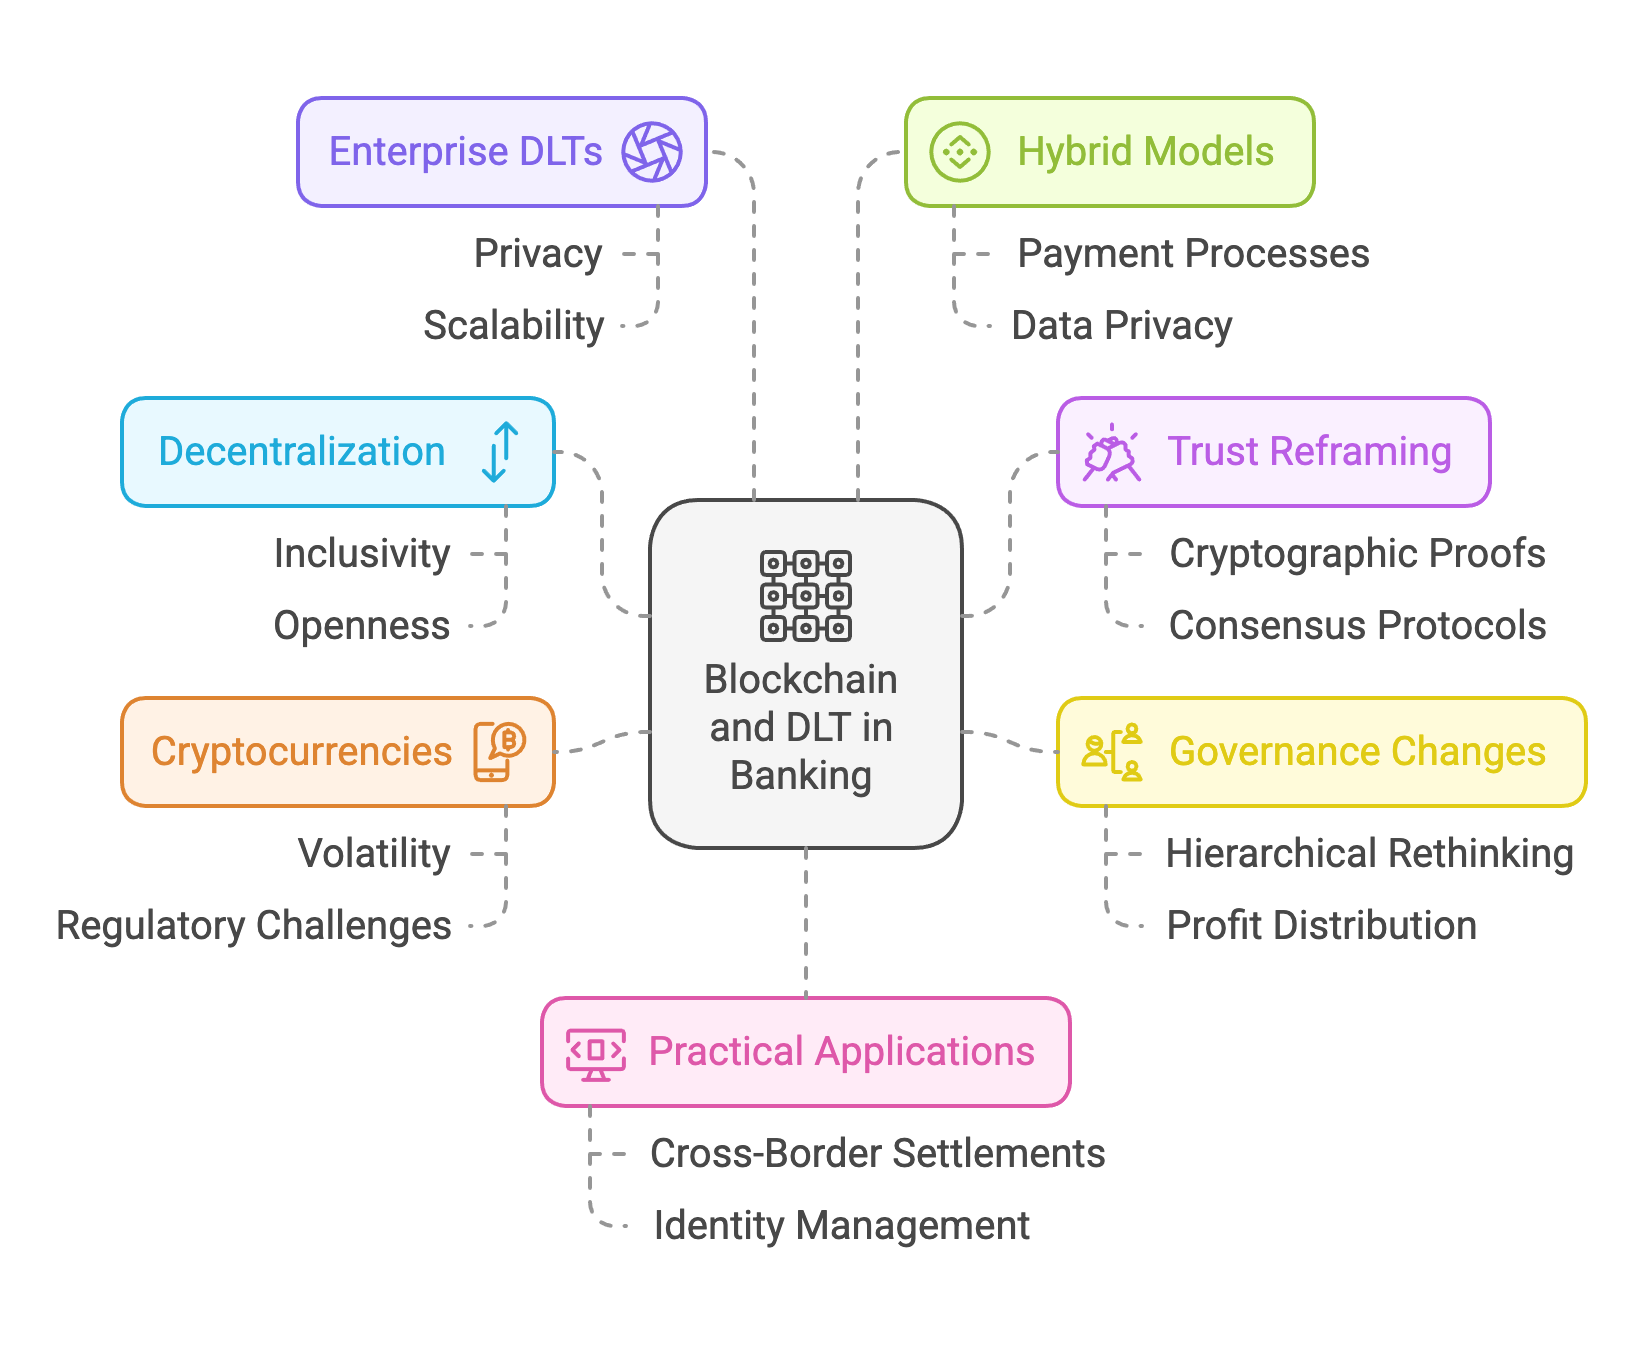 Enterprise DLTs
Privacy
Scalability
Hybrid Models
Payment Processes
Data Privacy
Decentralization
Inclusivity
Openness
Trust Reframing
Cryptographic Proofs
Consensus Protocols
Blockchain
and DLT in
Banking
Cryptocurrencies
Volatility
Regulatory Challenges
Governance Changes
Hierarchical Rethinking
Profit Distribution
Practical Applications
Cross-Border Settlements
Identity Management